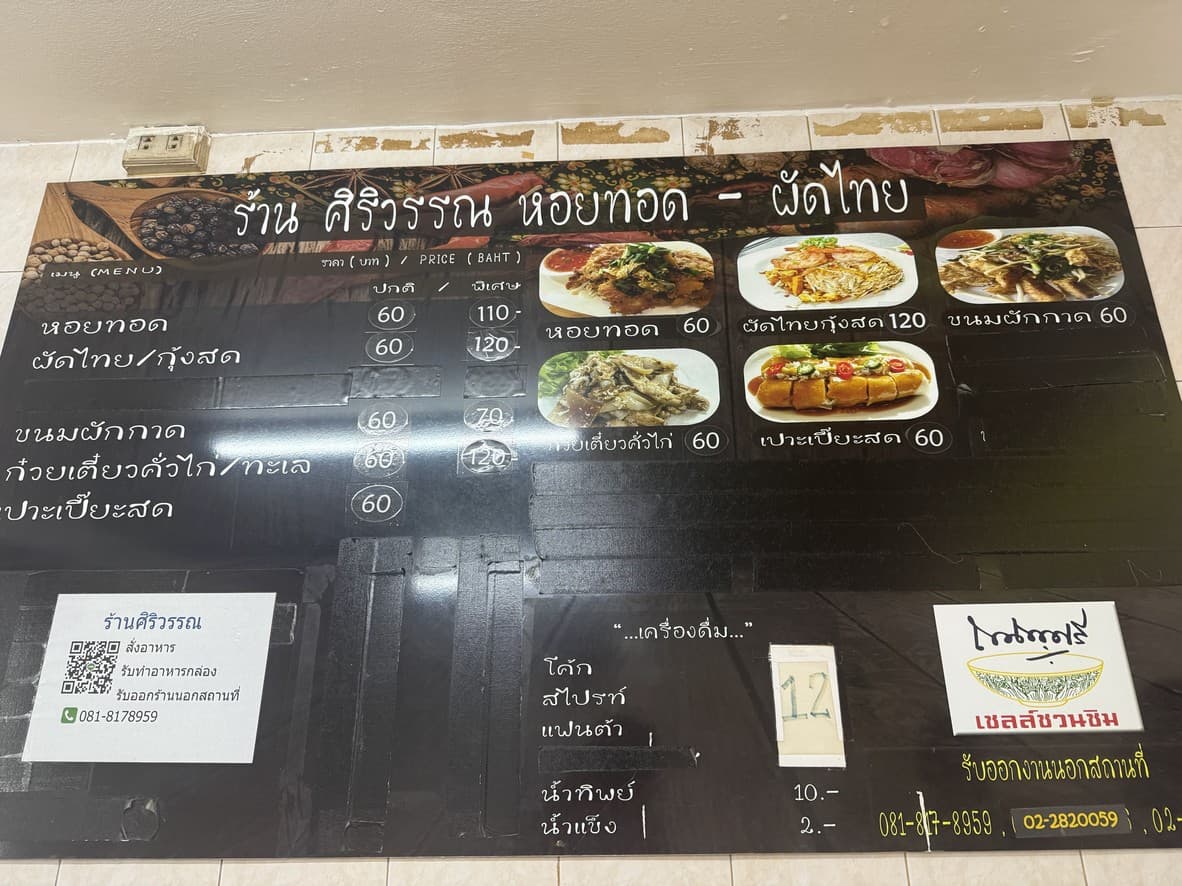 ร้าน ศิริวรรณ หอยทอด - ผัดไทย
เมนู (MENU)
ราคา ( บาท ) / PRICE ( BAHT )
ปกติ / พิเศษ
หอยทอด 60 110-
ผัดไทย/กุ้งสด 60 120-
ขนมผักกาด 60 70
ก๋วยเตี๋ยวคั่วไก่/ทะเล 60 120-
เปาะเปี๊ยะสด 60
หอยทอด 60
ผัดไทยกุ้งสด 120
ขนมผักกาด 60
ก๋วยเตี๋ยวคั่วไก่ 60
เปาะเปี๊ยะสด 60
ร้านศิริวรรณ
สั่งอาหาร
รับทำอาหารกล่อง
รับออกร้านนอกสถานที่
081-8178959
“...เครื่องดื่ม...”
โค้ก
สไปรท์
แฟนต้า
12
น้ำทิพย์ 10.-
น้ำแข็ง 2.-
เชลล์ชวนชิม
รับออกงานนอกสถานที่
081-817-8959 , 02-2820059 , 02-